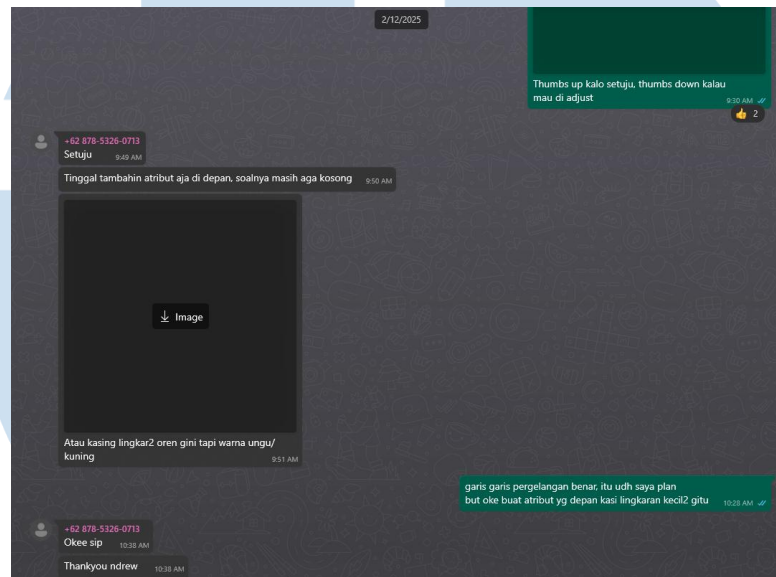 2/12/2025
Thumbs up kalo setuju, thumbs down kalau
mau di adjust
9:30 AM
👍 2
+62 878-5326-0713
Setuju 9:49 AM
Tinggal tambahin atribut aja di depan, soalnya masih aga kosong 9:50 AM
Image
Atau kasing lingkar2 oren gini tapi warna ungu/
kuning
9:51 AM
garis garis pergelangan benar, itu udh saya plan
but oke buat atribut yg depan kasi lingkaran kecil2 gitu 10:28 AM
+62 878-5326-0713
Okee sip 10:38 AM
Thankyou ndrew 10:38 AM